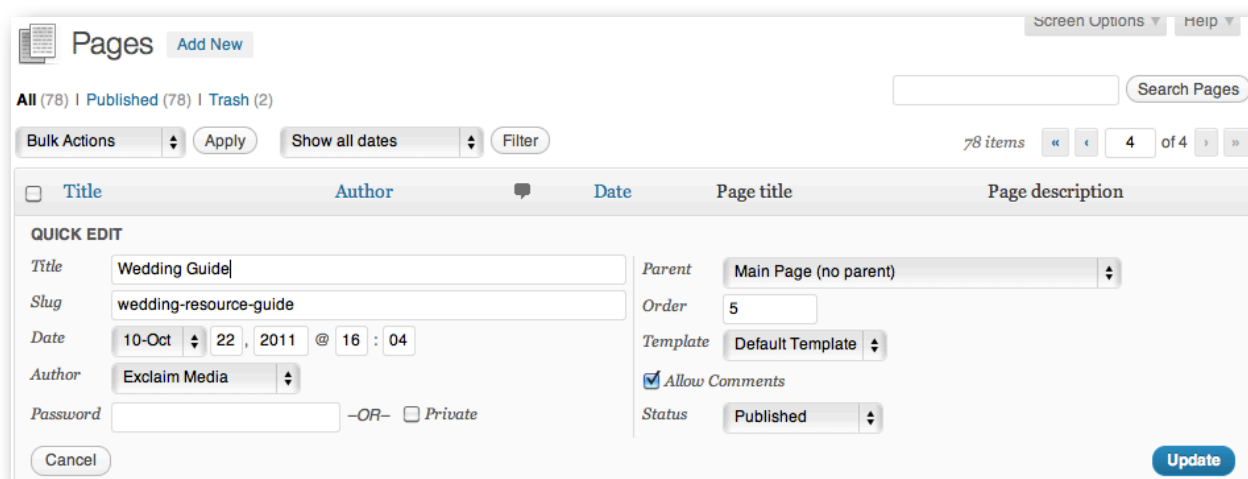 Screen Options Help
Pages Add New
All (78) | Published (78) | Trash (2)
Search Pages
Bulk Actions Apply Show all dates Filter 78 items « ‹ 4 of 4 › »
Title Author Date Page title Page description
QUICK EDIT
Title Wedding Guide Parent Main Page (no parent)
Slug wedding-resource-guide Order 5
Date 10-Oct 22 , 2011 @ 16 : 04 Template Default Template
Author Exclaim Media Allow Comments
Password –OR– Private Status Published
Cancel Update